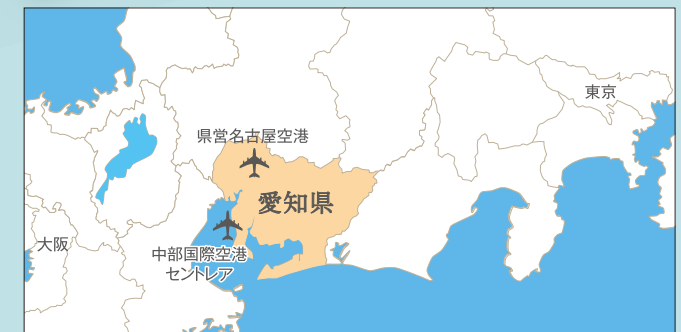 東京
県営名古屋空港
愛知県
大阪
中部国際空港
セントレア